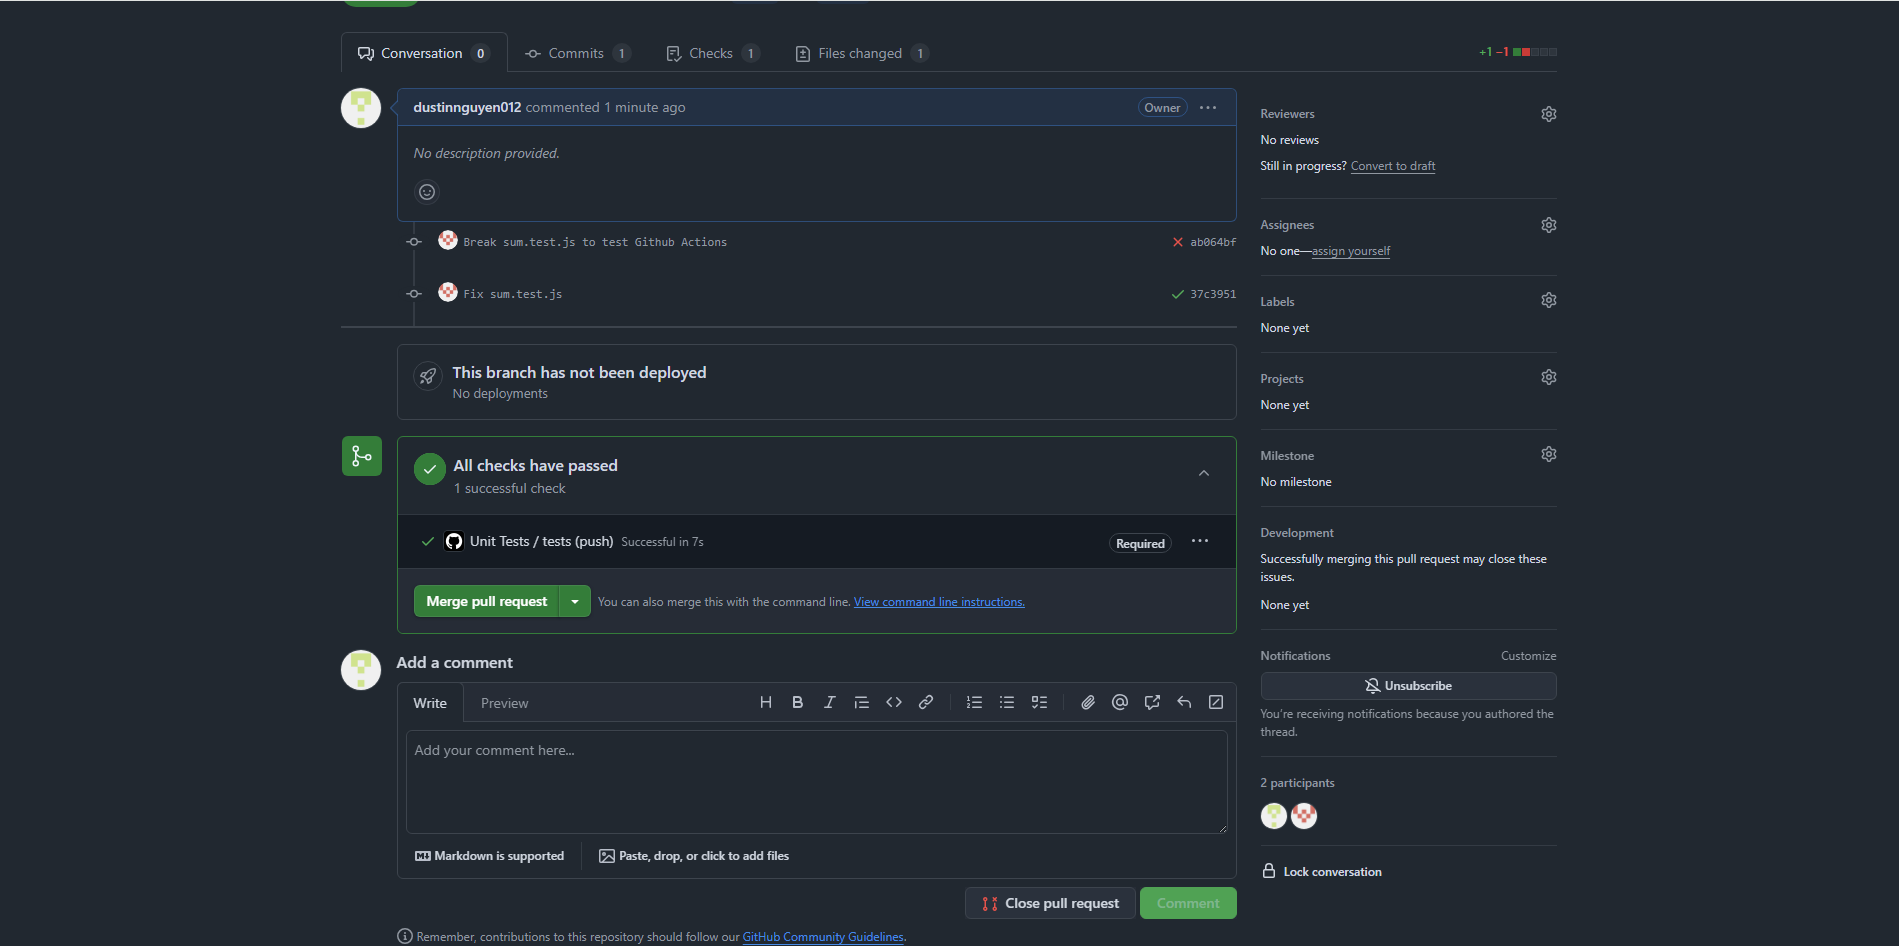 Conversation 0
Commits 1
Checks 1
Files changed 1
+1 −1
dustinnguyen012 commented 1 minute ago
Owner
No description provided.
Break sum.test.js to test Github Actions
ab064bf
Fix sum.test.js
37c3951
This branch has not been deployed
No deployments
All checks have passed
1 successful check
Unit Tests / tests (push) Successful in 7s
Required
Merge pull request
You can also merge this with the command line. View command line instructions.
Add a comment
Write
Preview
Add your comment here...
Markdown is supported
Paste, drop, or click to add files
Close pull request
Comment
Remember, contributions to this repository should follow our GitHub Community Guidelines.
Reviewers
No reviews
Still in progress? Convert to draft
Assignees
No one—assign yourself
Labels
None yet
Projects
None yet
Milestone
No milestone
Development
Successfully merging this pull request may close these
issues.
None yet
Notifications
Customize
Unsubscribe
You're receiving notifications because you authored the
thread.
2 participants
Lock conversation